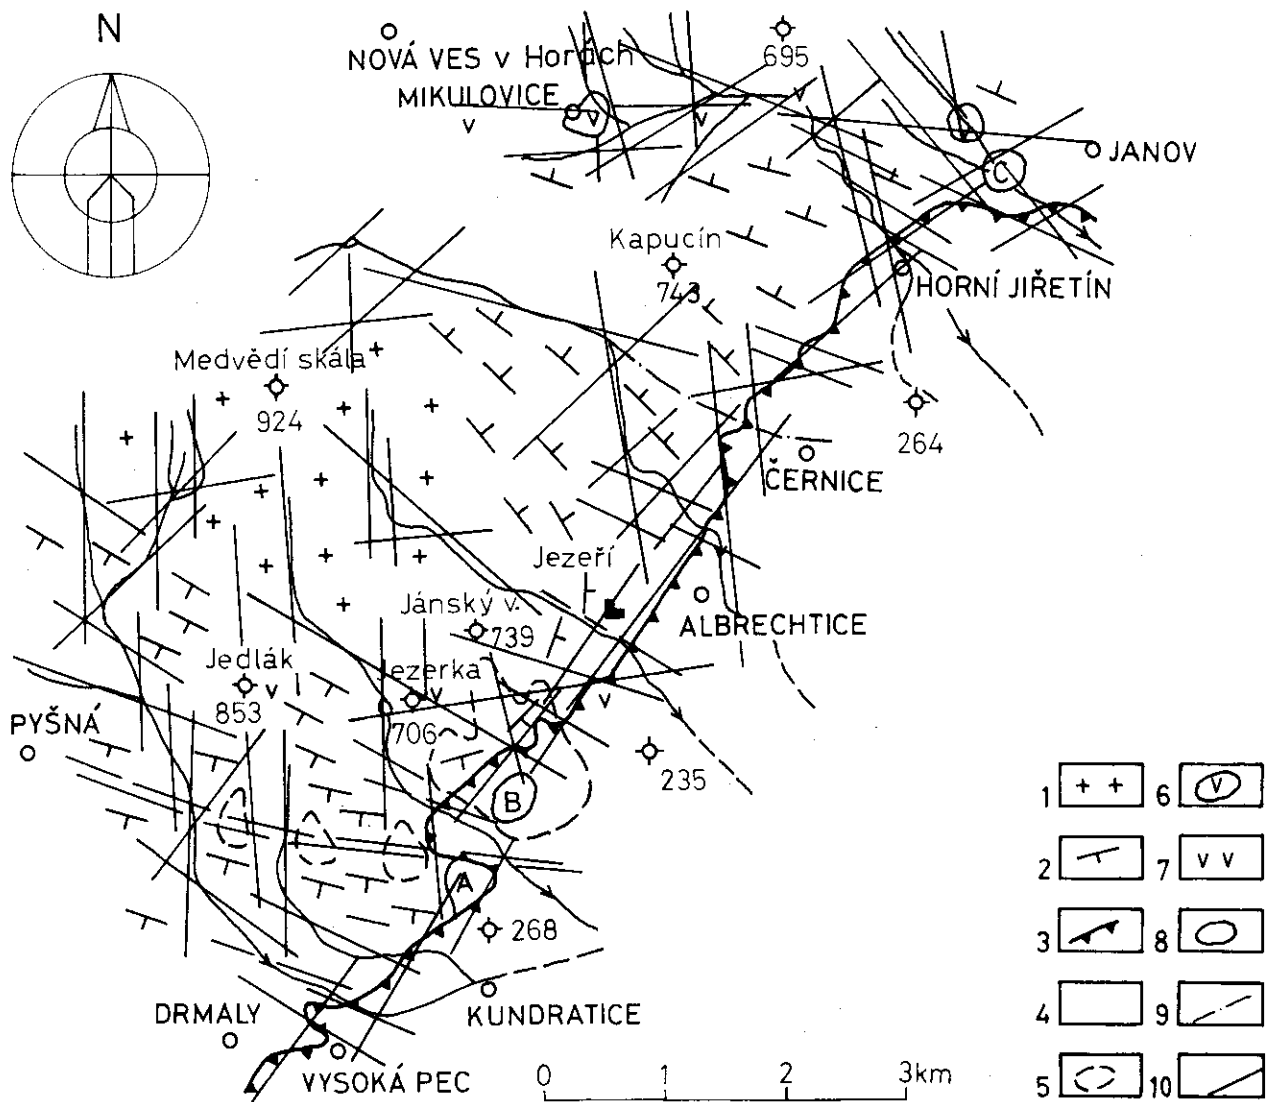 N
695
NOVÁ VES v Horách
MIKULOVICE
v
v
v
v
v
JANOV
C
Kapucín
743
HORNÍ JIŘETÍN
Medvědí skála
924
264
ČERNICE
Jezeří
Jánský v.
739
ALBRECHTICE
Jedlák
v
853
Jezerka
v
706
v
PYŠNÁ
235
B
A
268
DRMALY
KUNDRATICE
VYSOKÁ PEC
0 1 2 3km
1 + + 6 v
2 7 v v
3 8
4 9
5 10